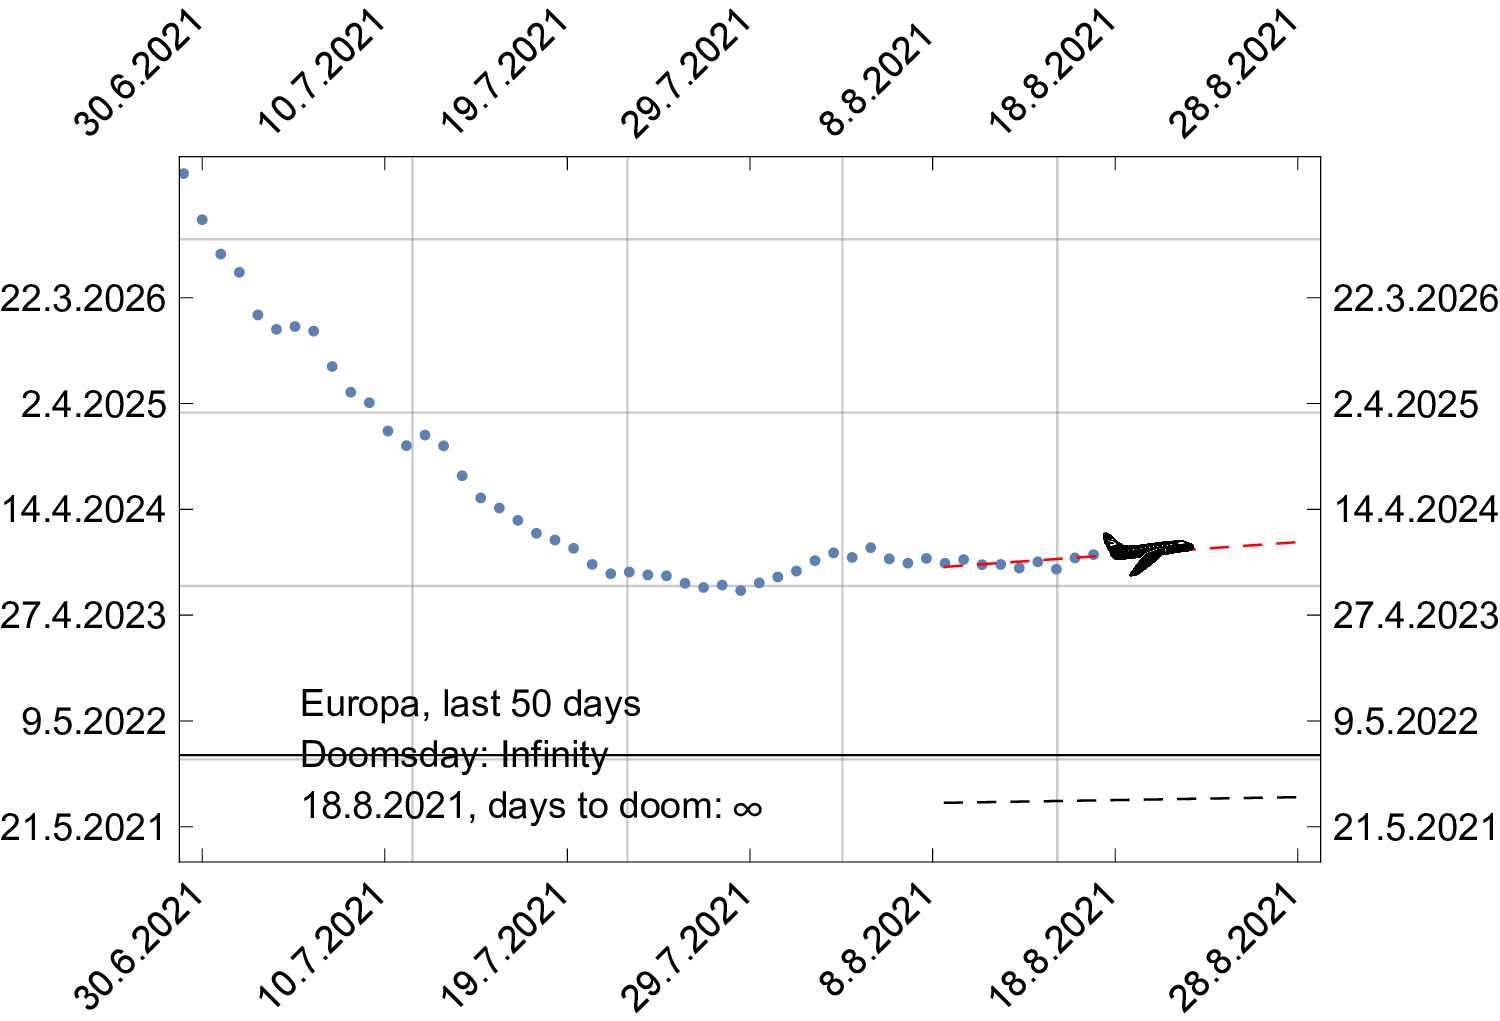 30.6.2021 10.7.2021 19.7.2021 29.7.2021 8.8.2021 18.8.2021 28.8.2021
22.3.2026 22.3.2026
2.4.2025 2.4.2025
14.4.2024 14.4.2024
27.4.2023 27.4.2023
Europa, last 50 days
9.5.2022 9.5.2022
Doomsday: Infinity
18.8.2021, days to doom: ∞
21.5.2021 21.5.2021
30.6.2021 10.7.2021 19.7.2021 29.7.2021 8.8.2021 18.8.2021 28.8.2021